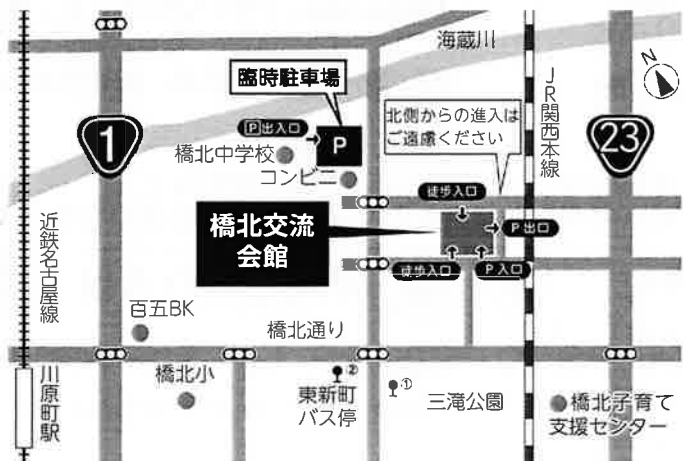 海蔵川
N
臨時駐車場
JR関西本線
1
P出入口
P
北側からの進入は
ご遠慮ください
23
橋北中学校
コンビニ
徒歩入口
橋北交流
会館
P出口
近鉄名古屋線
徒歩入口
P入口
百五BK
橋北通り
川原町駅
橋北小
②
東新町
バス停
①
三滝公園
橋北子育て
支援センター